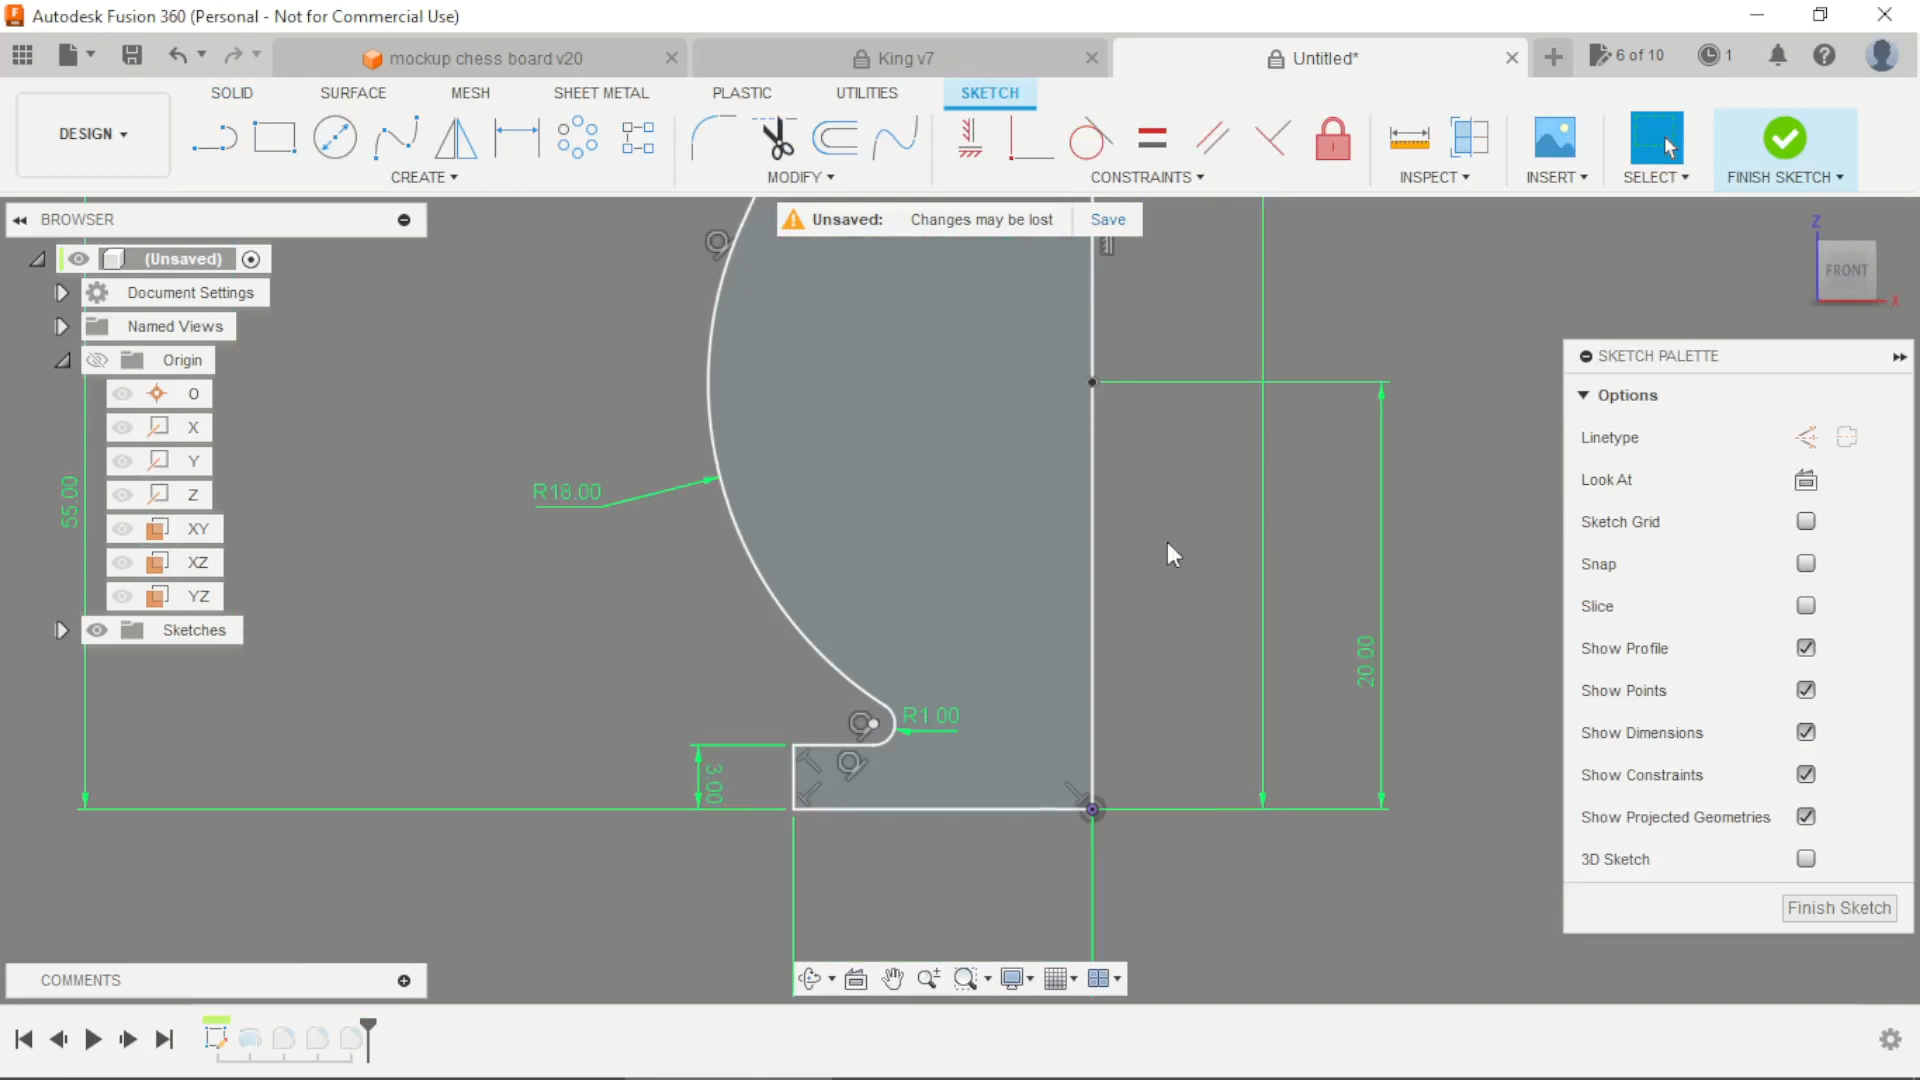 Autodesk Fusion 360 (Personal - Not for Commercial Use)
mockup chess board v20
King v7
Untitled*
6 of 10
1
DESIGN
SOLID
SURFACE
MESH
SHEET METAL
PLASTIC
UTILITIES
SKETCH
CREATE
MODIFY
CONSTRAINTS
INSPECT
INSERT
SELECT
FINISH SKETCH
BROWSER
Unsaved: Changes may be lost
Save
(Unsaved)
Document Settings
Named Views
Origin
O
X
Y
Z
XY
XZ
YZ
Sketches
55.00
R18.00
R1.00
3.00
20.00
Z
FRONT
X
SKETCH PALETTE
Options
Linetype
Look At
Sketch Grid
Snap
Slice
Show Profile
Show Points
Show Dimensions
Show Constraints
Show Projected Geometries
3D Sketch
Finish Sketch
COMMENTS